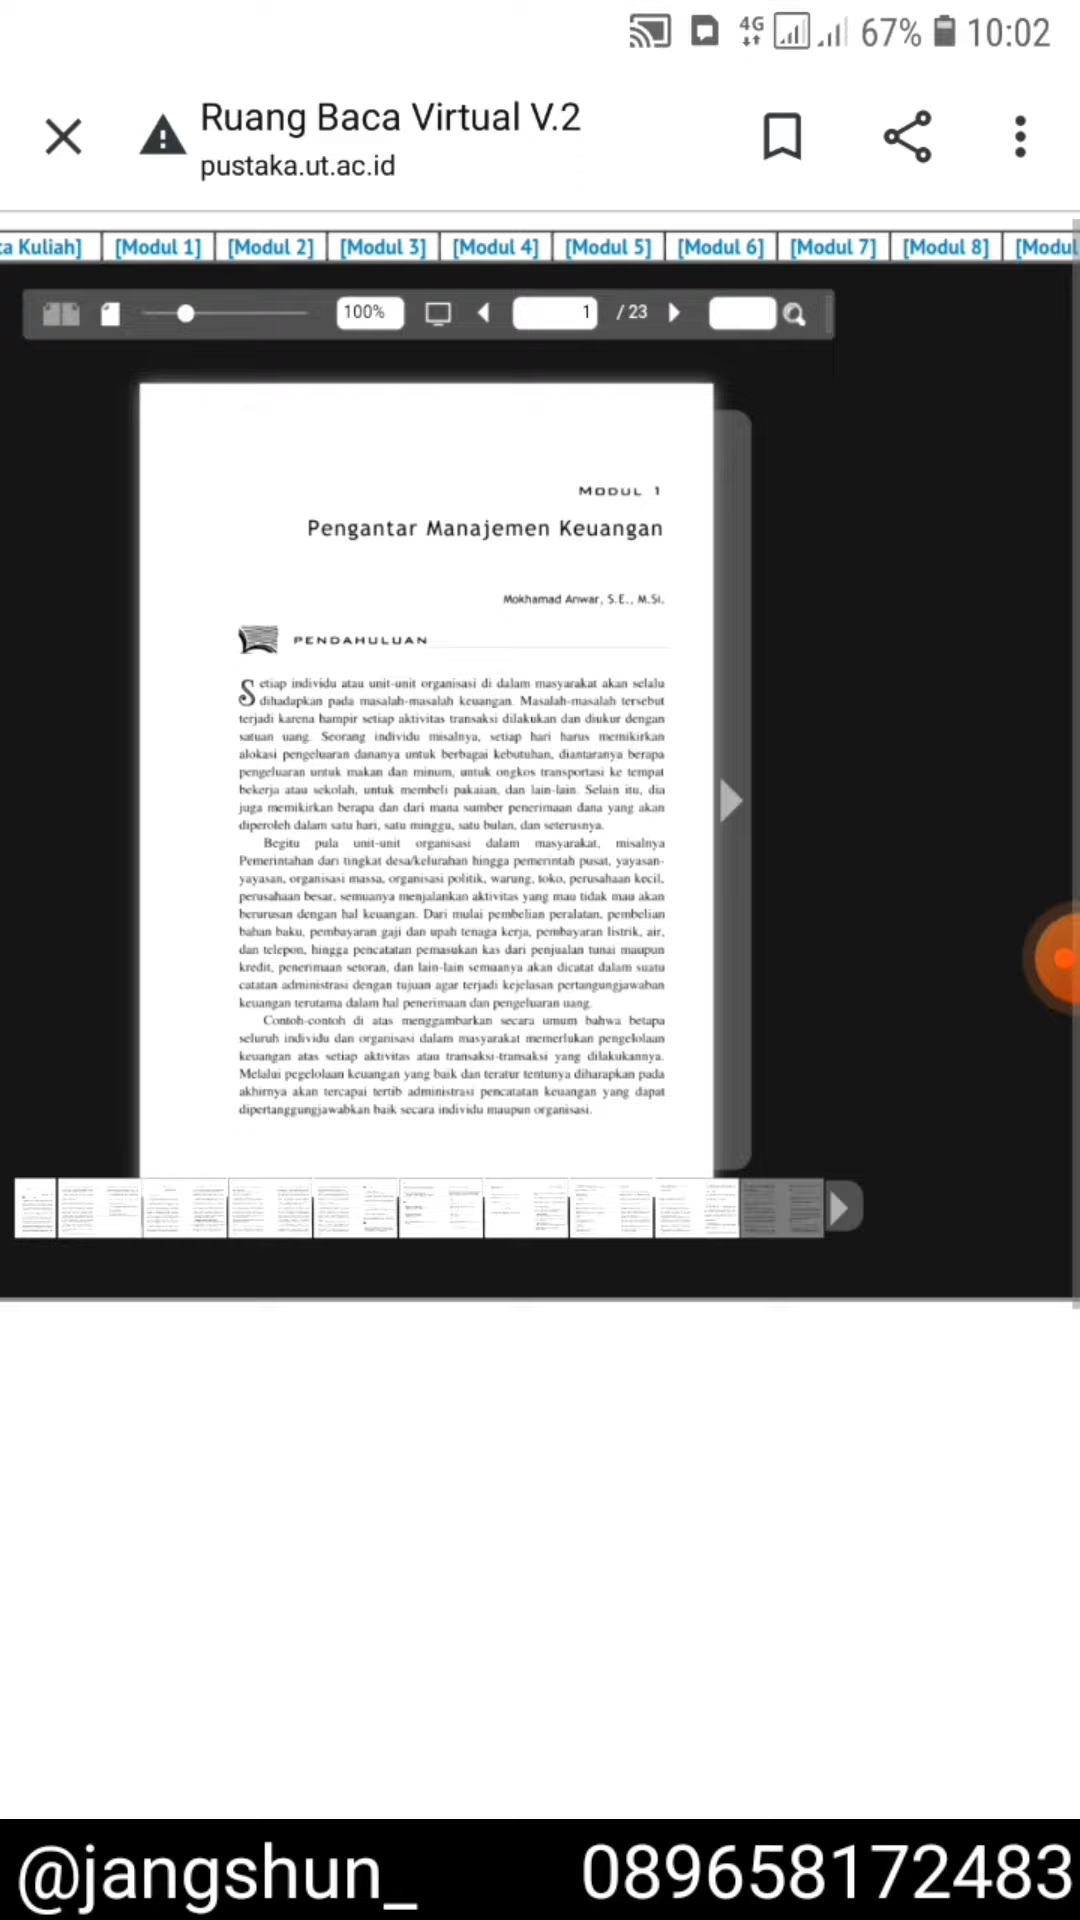 4G 67% 10:02
Ruang Baca Virtual V.2
pustaka.ut.ac.id
ta Kuliah] [Modul 1] [Modul 2] [Modul 3] [Modul 4] [Modul 5] [Modul 6] [Modul 7] [Modul 8] [Modul
100% 1 / 23
MODUL 1
Pengantar Manajemen Keuangan
Mokhamad Anwar, S.E., M.Si.
PENDAHULUAN
Setiap individu atau unit-unit organisasi di dalam masyarakat akan selalu
dihadapkan pada masalah-masalah keuangan. Masalah-masalah tersebut
terjadi karena hampir setiap aktivitas transaksi dilakukan dan diukur dengan
satuan uang. Seorang individu misalnya, setiap hari harus memikirkan
alokasi pengeluaran dananya untuk berbagai kebutuhan, diantaranya berapa
pengeluaran untuk makan dan minum, untuk ongkos transportasi ke tempat
bekerja atau sekolah, untuk membeli pakaian, dan lain-lain. Selain itu, dia
juga memikirkan berapa dan dari mana sumber penerimaan dana yang akan
diperoleh dalam satu hari, satu minggu, satu bulan, dan seterusnya.
Begitu pula unit-unit organisasi dalam masyarakat, misalnya
Pemerintahan dari tingkat desa/kelurahan hingga pemerintah pusat, yayasan-
yayasan, organisasi massa, organisasi politik, warung, toko, perusahaan kecil,
perusahaan besar, semuanya menjalankan aktivitas yang mau tidak mau akan
berurusan dengan hal keuangan. Dari mulai pembelian peralatan, pembelian
bahan baku, pembayaran gaji dan upah tenaga kerja, pembayaran listrik, air,
dan telepon, hingga pencatatan pemasukan kas dari penjualan tunai maupun
kredit, penerimaan setoran, dan lain-lain semuanya akan dicatat dalam suatu
catatan administrasi dengan tujuan agar terjadi kejelasan pertangungjawaban
keuangan terutama dalam hal penerimaan dan pengeluaran uang.
Contoh-contoh di atas menggambarkan secara umum bahwa betapa
seluruh individu dan organisasi dalam masyarakat memerlukan pengelolaan
keuangan atas setiap aktivitas atau transaksi-transaksi yang dilakukannya.
Melalui pegelolaan keuangan yang baik dan teratur tentunya diharapkan pada
akhirnya akan tercapai tertib administrasi pencatatan keuangan yang dapat
dipertanggungjawabkan baik secara individu maupun organisasi.
@jangshun_ 089658172483